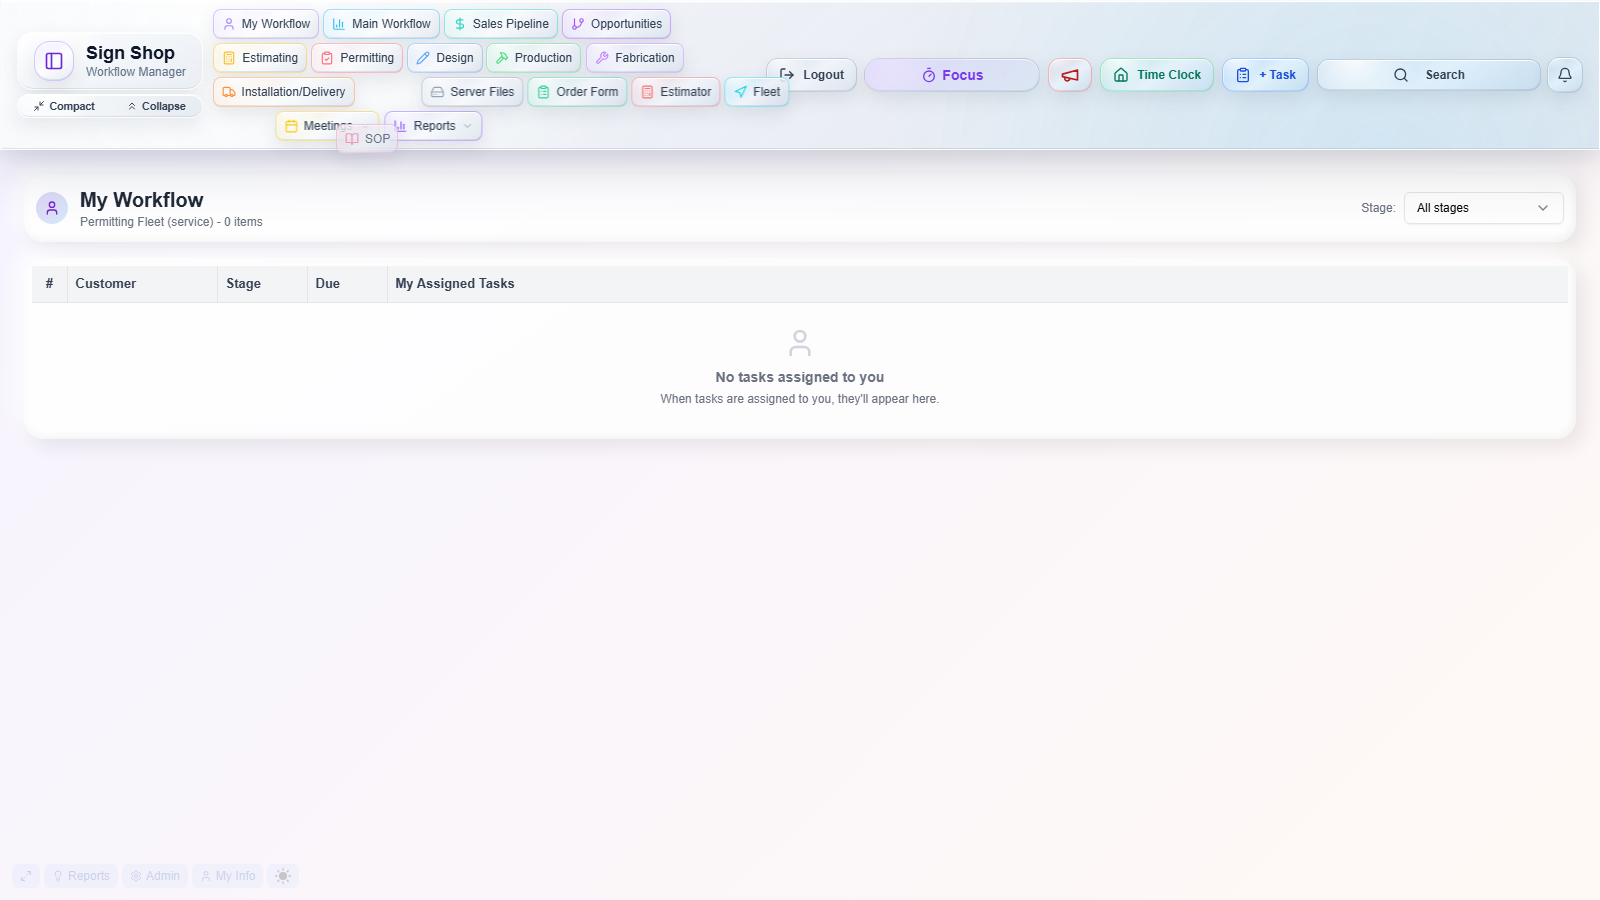 Sign Shop
Workflow Manager
Compact
Collapse
My Workflow
Main Workflow
Sales Pipeline
Opportunities
Estimating
Permitting
Design
Production
Fabrication
Installation/Delivery
Server Files
Order Form
Estimator
Fleet
Meetings
Reports
SOP
Logout
Focus
Time Clock
+ Task
Search
My Workflow
Permitting Fleet (service) - 0 items
Stage:
All stages
# Customer Stage Due My Assigned Tasks
No tasks assigned to you
When tasks are assigned to you, they'll appear here.
Reports
Admin
My Info